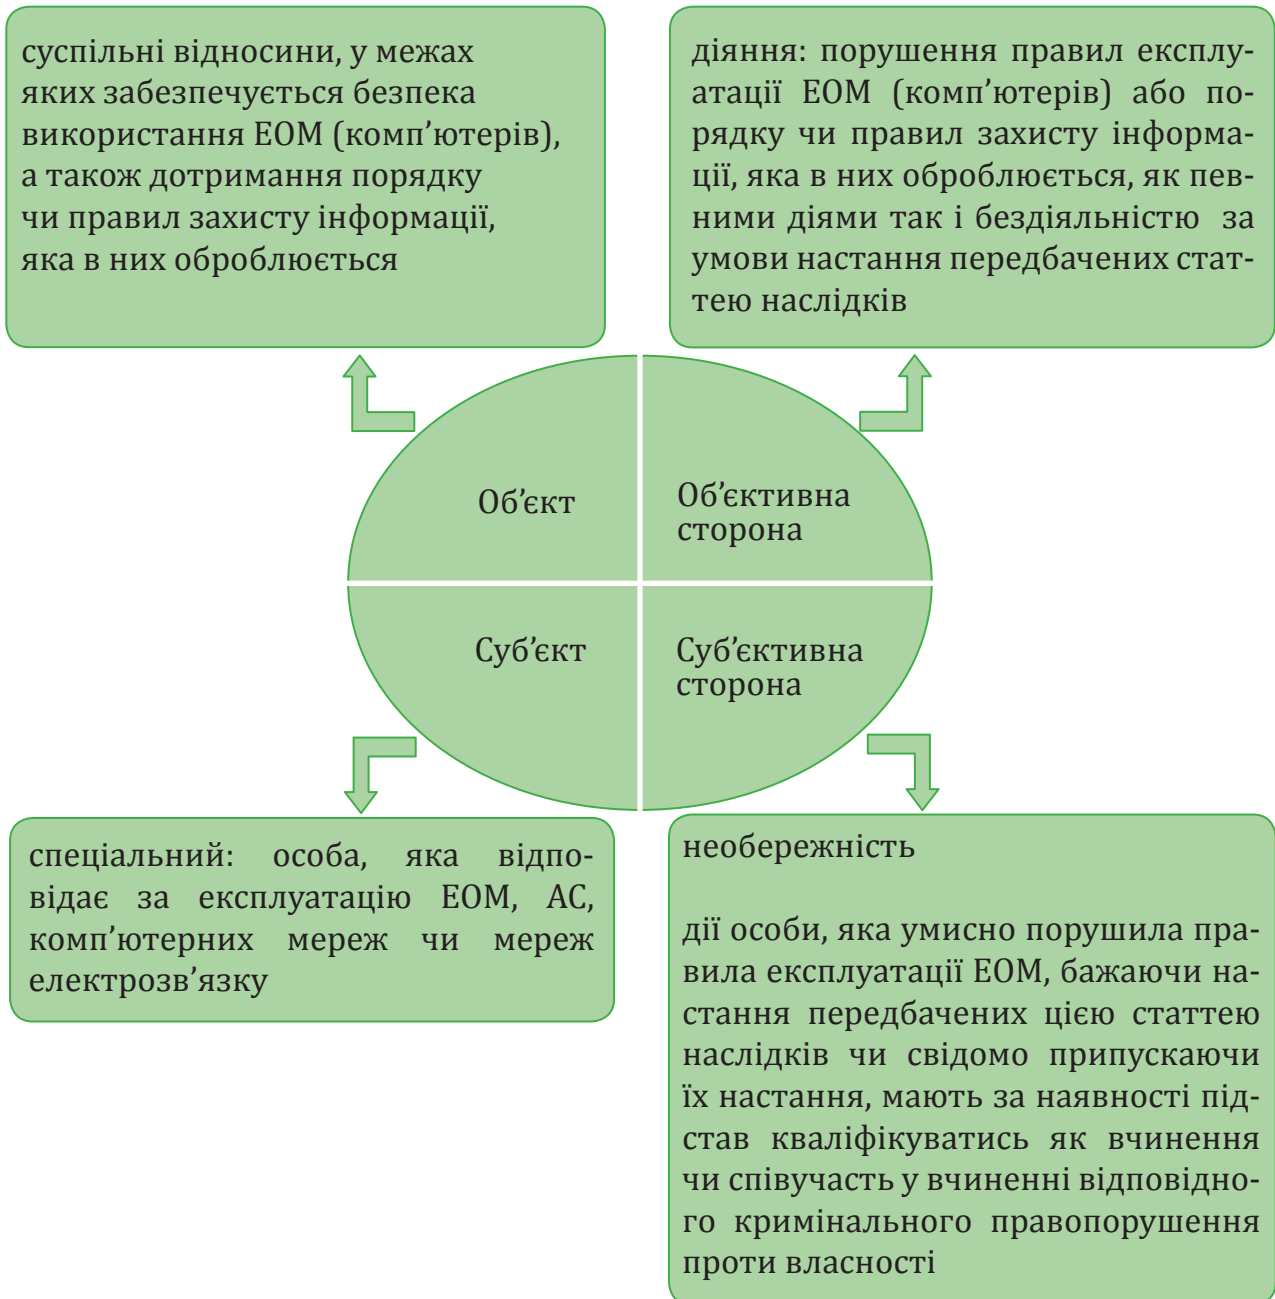 суспільні відносини, у межах
яких забезпечується безпека
використання ЕОМ (комп’ютерів),
а також дотримання порядку
чи правил захисту інформації,
яка в них оброблюється
діяння: порушення правил експлу-
атації ЕОМ (комп’ютерів) або по-
рядку чи правил захисту інформа-
ції, яка в них оброблюється, як пев-
ними діями так і бездіяльністю за
умови настання передбачених стат-
тею наслідків
Об’єкт
Об’єктивна
сторона
Суб’єкт
Суб’єктивна
сторона
спеціальний: особа, яка відпо-
відає за експлуатацію ЕОМ, АС,
комп’ютерних мереж чи мереж
електрозв’язку
необережність
дії особи, яка умисно порушила пра-
вила експлуатації ЕОМ, бажаючи на-
стання передбачених цією статтею
наслідків чи свідомо припускаючи
їх настання, мають за наявності під-
став кваліфікуватись як вчинення
чи співучасть у вчиненні відповідно-
го кримінального правопорушення
проти власності